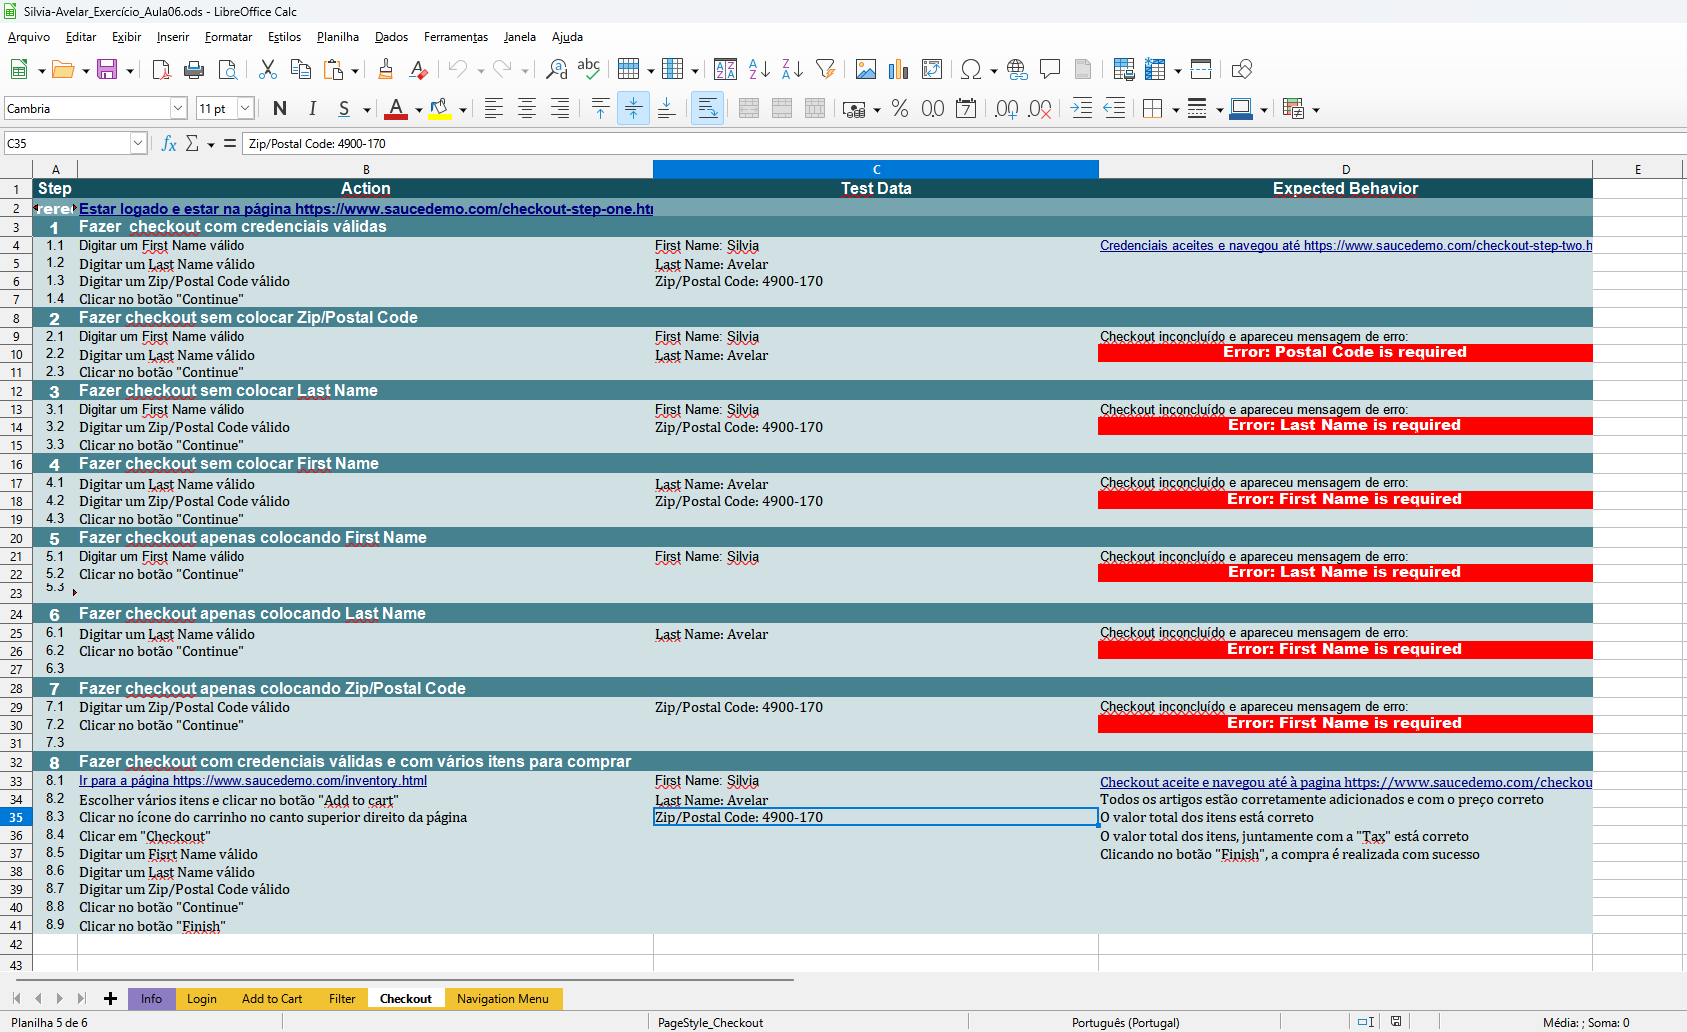 Silvia-Avelar_Exercício_Aula06.ods - LibreOffice Calc
Arquivo Editar Exibir Inserir Formatar Estilos Planilha Dados Ferramentas Janela Ajuda
Cambria 11 pt N I S
C35 Zip/Postal Code: 4900-170
A B C D E
1 Step Action Test Data Expected Behavior
2 Estar logado e estar na página https://www.saucedemo.com/checkout-step-one.htm
3 1 Fazer  checkout com credenciais válidas
4 1.1 Digitar um First Name válido First Name: Silvia Credenciais aceites e navegou até https://www.saucedemo.com/checkout-step-two.h
5 1.2 Digitar um Last Name válido Last Name: Avelar
6 1.3 Digitar um Zip/Postal Code válido Zip/Postal Code: 4900-170
7 1.4 Clicar no botão "Continue"
8 2 Fazer checkout sem colocar Zip/Postal Code
9 2.1 Digitar um First Name válido First Name: Silvia Checkout inconcluído e apareceu mensagem de erro:
10 2.2 Digitar um Last Name válido Last Name: Avelar Error: Postal Code is required
11 2.3 Clicar no botão "Continue"
12 3 Fazer checkout sem colocar Last Name
13 3.1 Digitar um First Name válido First Name: Silvia Checkout inconcluído e apareceu mensagem de erro:
14 3.2 Digitar um Zip/Postal Code válido Zip/Postal Code: 4900-170 Error: Last Name is required
15 3.3 Clicar no botão "Continue"
16 4 Fazer checkout sem colocar First Name
17 4.1 Digitar um Last Name válido Last Name: Avelar Checkout inconcluído e apareceu mensagem de erro:
18 4.2 Digitar um Zip/Postal Code válido Zip/Postal Code: 4900-170 Error: First Name is required
19 4.3 Clicar no botão "Continue"
20 5 Fazer checkout apenas colocando First Name
21 5.1 Digitar um First Name válido First Name: Silvia Checkout inconcluído e apareceu mensagem de erro:
22 5.2 Clicar no botão "Continue" Error: Last Name is required
23 5.3
24 6 Fazer checkout apenas colocando Last Name
25 6.1 Digitar um Last Name válido Last Name: Avelar Checkout inconcluído e apareceu mensagem de erro:
26 6.2 Clicar no botão "Continue" Error: First Name is required
27 6.3
28 7 Fazer checkout apenas colocando Zip/Postal Code
29 7.1 Digitar um Zip/Postal Code válido Zip/Postal Code: 4900-170 Checkout inconcluído e apareceu mensagem de erro:
30 7.2 Clicar no botão "Continue" Error: First Name is required
31 7.3
32 8 Fazer checkout com credenciais válidas e com vários itens para comprar
33 8.1 Ir para a página https://www.saucedemo.com/inventory.html First Name: Silvia Checkout aceite e navegou até à pagina https://www.saucedemo.com/checkou
34 8.2 Escolher vários itens e clicar no botão "Add to cart" Last Name: Avelar Todos os artigos estão corretamente adicionados e com o preço correto
35 8.3 Clicar no ícone do carrinho no canto superior direito da página Zip/Postal Code: 4900-170 O valor total dos itens está correto
36 8.4 Clicar em "Checkout" O valor total dos itens, juntamente com a "Tax" está correto
37 8.5 Digitar um Fisrt Name válido Clicando no botão "Finish", a compra é realizada com sucesso
38 8.6 Digitar um Last Name válido
39 8.7 Digitar um Zip/Postal Code válido
40 8.8 Clicar no botão "Continue"
41 8.9 Clicar no botão "Finish"
42
43
Info Login Add to Cart Filter Checkout Navigation Menu
Planilha 5 de 6 PageStyle_Checkout Português (Portugal) Média: ; Soma: 0